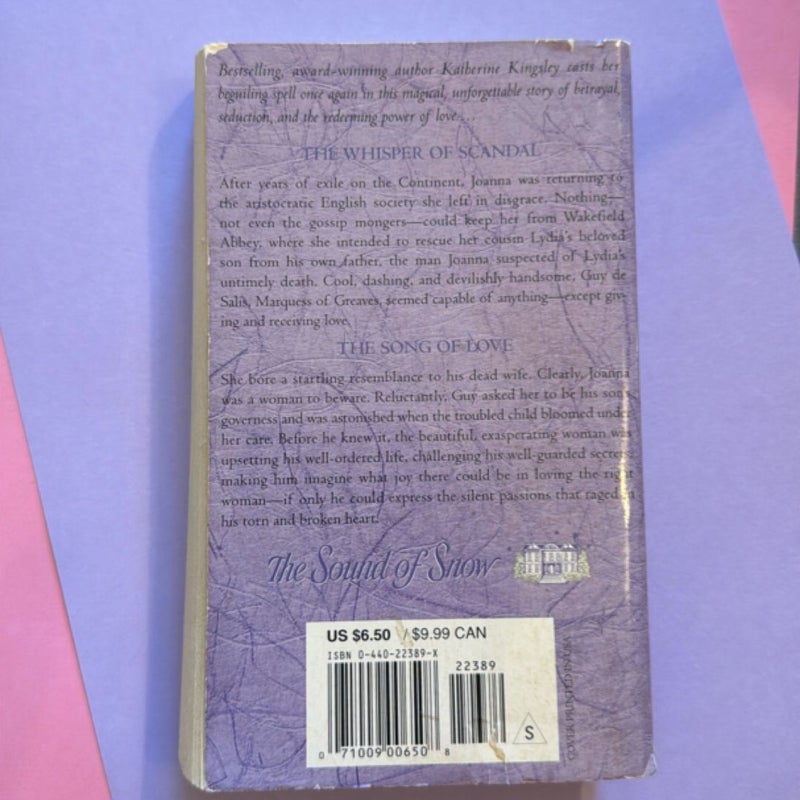 Bestselling, award-winning author Katherine Kingsley casts her
beguiling spell once again in this magical, unforgettable story of betrayal,
seduction, and the redeeming power of love....
THE WHISPER OF SCANDAL
After years of exile on the Continent, Joanna was returning to
the aristocratic English society she left in disgrace. Nothing—
not even the gossip mongers—could keep her from Wakefield
Abbey, where she intended to rescue her cousin Lydia's beloved
son from his own father, the man Joanna suspected of Lydia's
untimely death. Cool, dashing, and devilishly handsome, Guy de
Salis, Marquess of Greaves, seemed capable of anything—except giv-
ing and receiving love.
THE SONG OF LOVE
She bore a startling resemblance to his dead wife. Clearly, Joanna
was a woman to beware. Reluctantly, Guy asked her to be his son's
governess and was astonished when the troubled child bloomed under
her care. Before he knew it, the beautiful, exasperating woman was
upsetting his well-ordered life, challenging his well-guarded secrets,
making him imagine what joy there could be in loving the right
woman—if only he could express the silent passions that raged in
his torn and broken heart.
The Sound of Snow
US $6.50 / $9.99 CAN
ISBN 0-440-22389-X
22389
0 71009 00650 8
S
COVER PRINTED IN USA